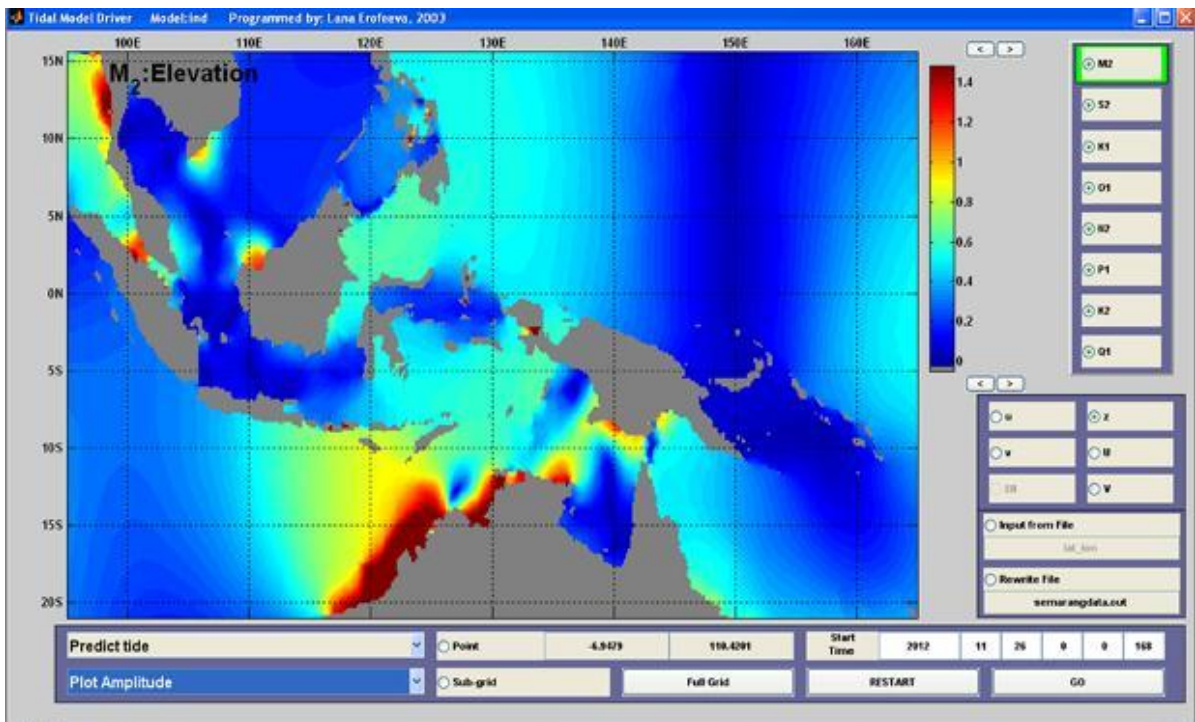 Tidal Model Driver Model:ind Programmed by: Lana Erofeeva, 2003
100E 110E 120E 130E 140E 150E 160E
M2:Elevation
15N
10N
5N
0N
5S
10S
15S
20S
1.4
1.2
1
0.8
0.6
0.4
0.2
0
< >
M2
S2
K1
O1
N2
P1
K2
Q1
< >
u z
v U
V
Input from File
lat_lon
Rewrite File
semarangdata.out
Predict tide
Point -6.9479 110.4201
Start Time 2012 11 26 0 0 168
Plot Amplitude
Sub-grid Full Grid RESTART GO